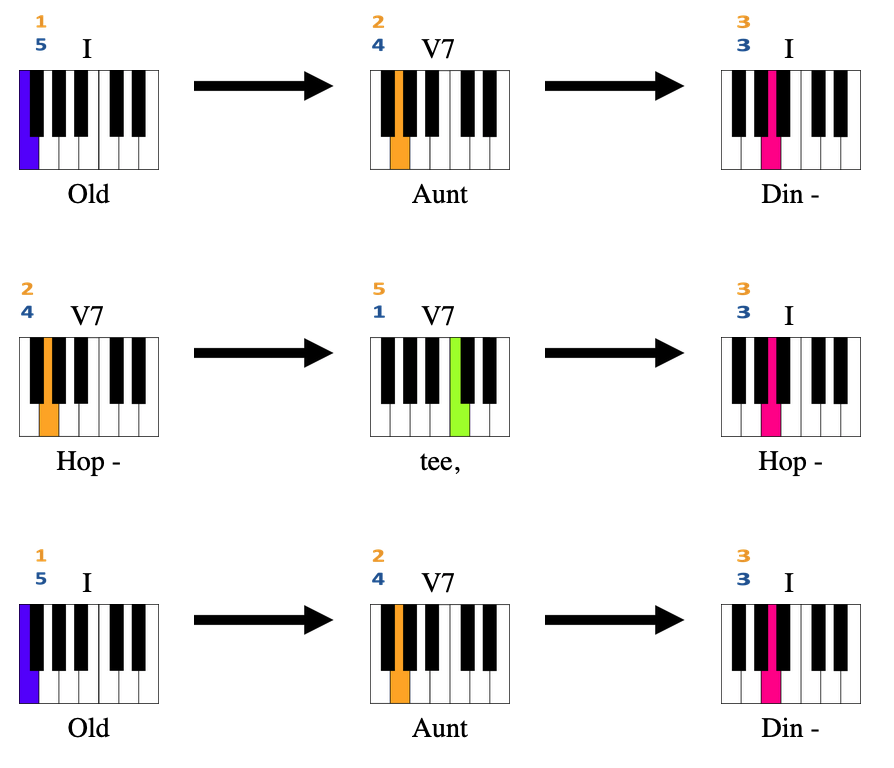 1 2 3
5 I 4 V7 3 I
Old Aunt Din -
2 5 3
4 V7 1 V7 3 I
Hop - tee, Hop -
1 2 3
5 I 4 V7 3 I
Old Aunt Din -